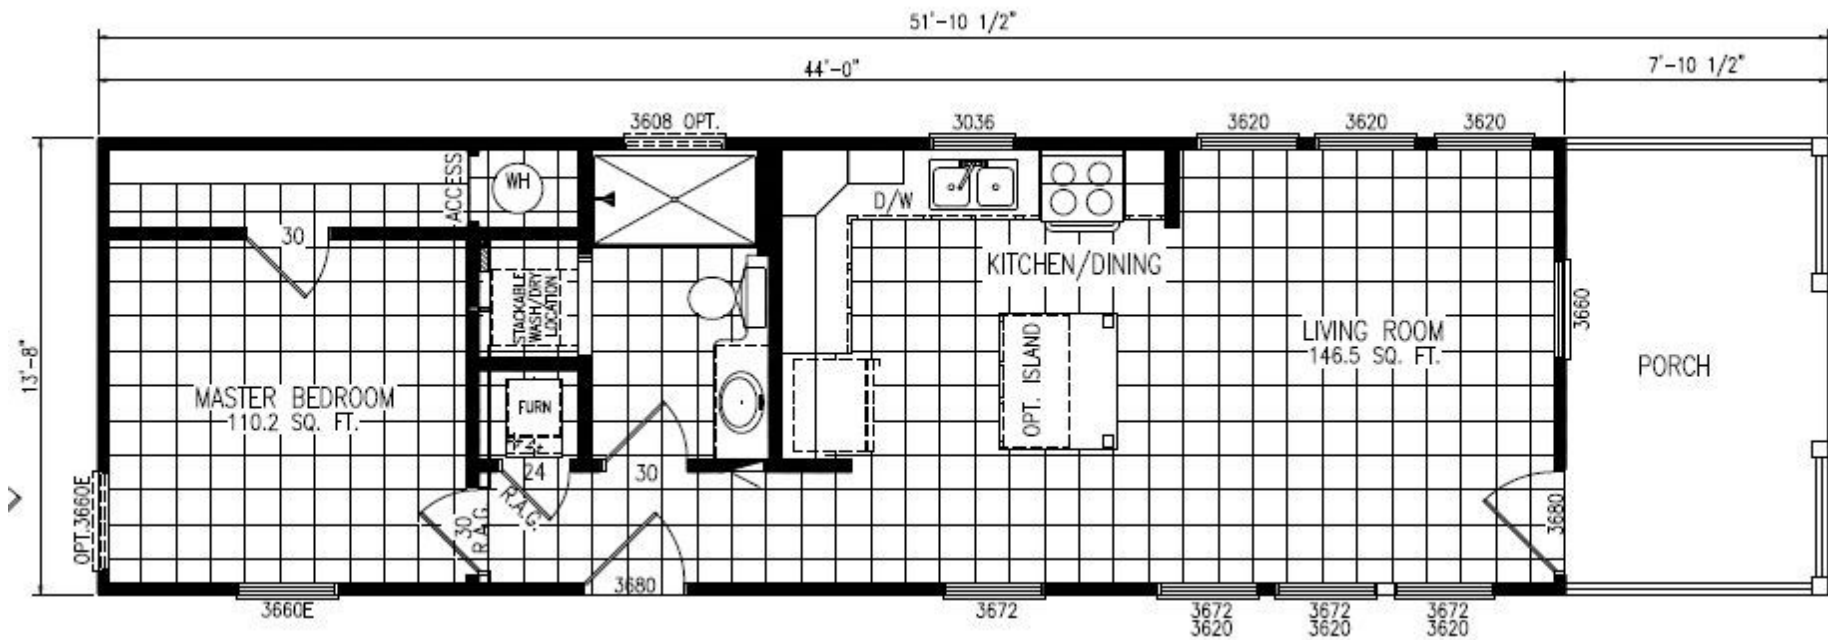 51'-10 1/2"
44'-0"
7'-10 1/2"
3608 OPT.
3036
3620
3620
3620
ACCESS
WH
D/W
30
KITCHEN/DINING
STACKABLE
WASH/DRY
LOCATION
3660
13'-8"
OPT. ISLAND
LIVING ROOM
146.5 SQ. FT.
PORCH
MASTER BEDROOM
110.2 SQ. FT.
FURN
24
30
R.A.G.
30
R.A.G
OPT.3660E
3680
3680
3660E
3672
3672
3620
3672
3620
3672
3620